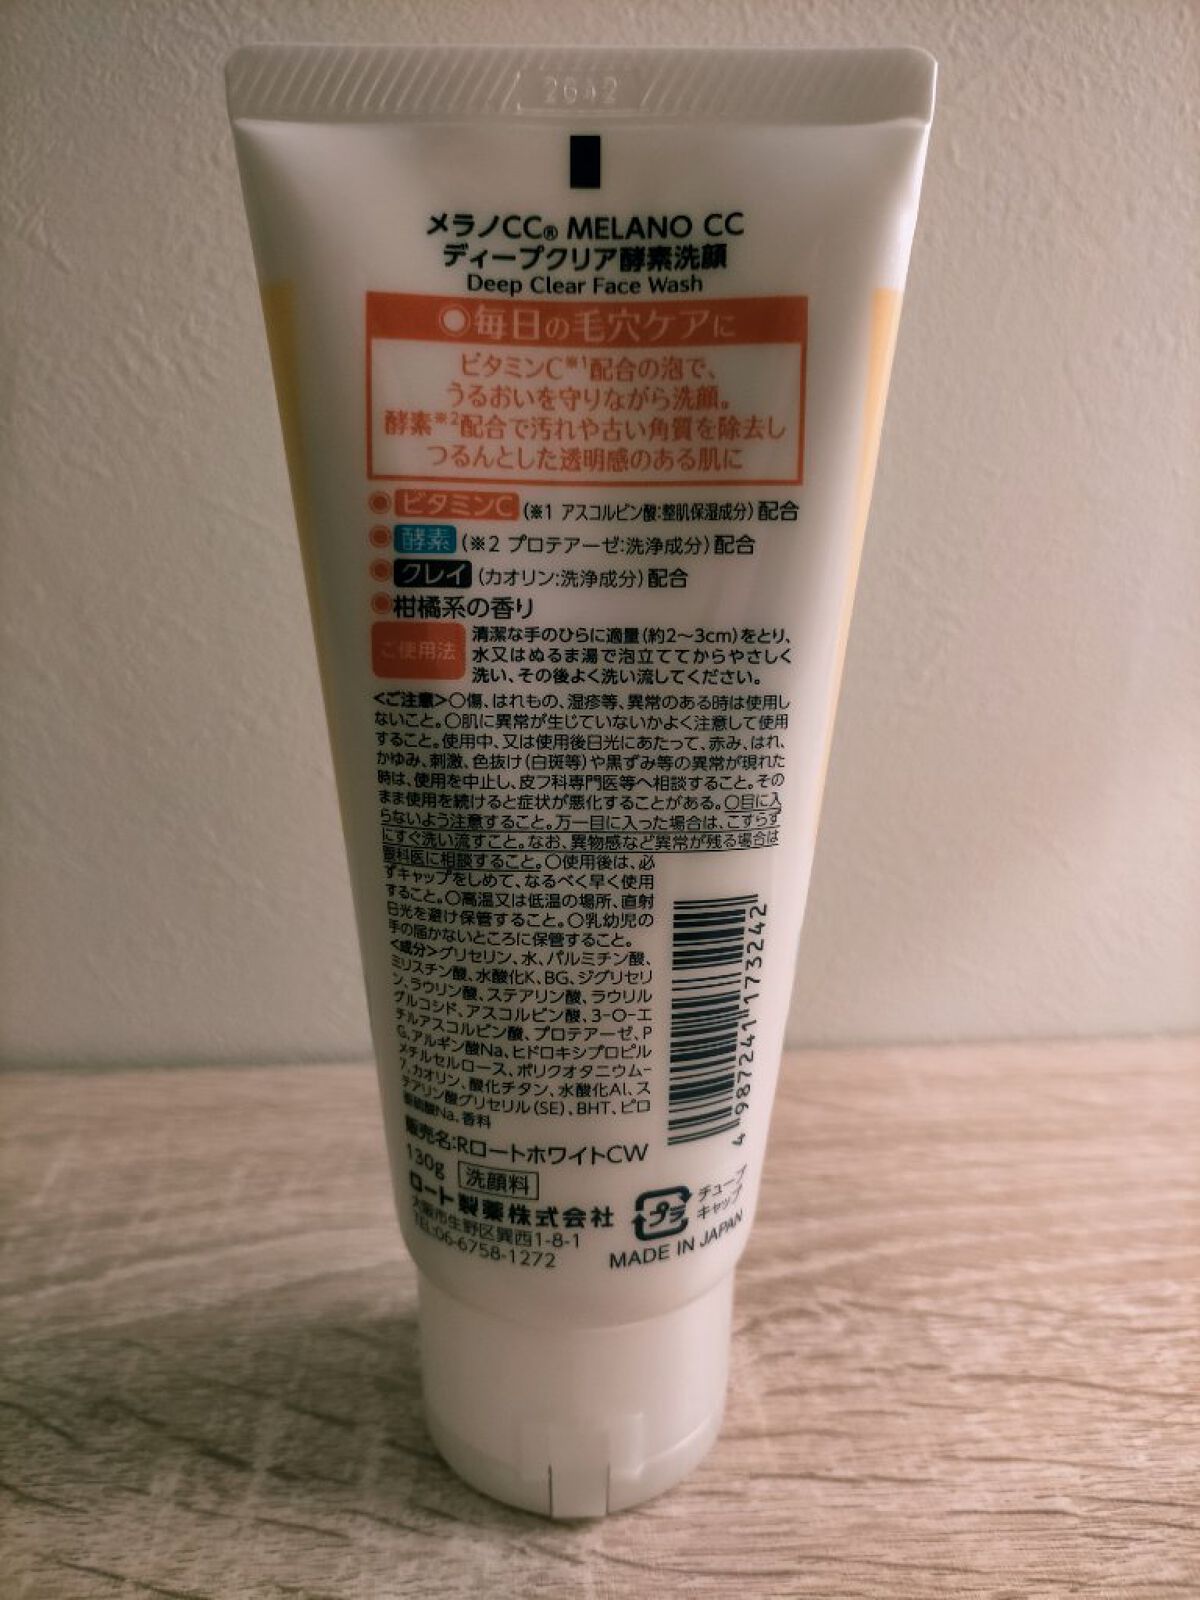 メラノCC® MELANO CC
ディープクリア酵素洗顔
Deep Clear Face Wash
毎日の毛穴ケアに
ビタミンC※1配合の泡で、
うるおいを守りながら洗顔。
酵素※2配合で汚れや古い角質を除去し
つるんとした透明感のある肌に
ビタミンC(※1 アスコルビン酸:整肌保湿成分)配合
酵素(※2 プロテアーゼ:洗浄成分)配合
クレイ(カオリン:洗浄成分)配合
柑橘系の香り
ご使用法
清潔な手のひらに適量(約2〜3cm)をとり、
水又はぬるま湯で泡立ててからやさしく
洗い、その後よく洗い流してください。
<ご注意>○傷、はれもの、湿疹等、異常のある時は使用し
ないこと。○肌に異常が生じていないかよく注意して使用
すること。使用中、又は使用後日光にあたって、赤み、はれ、
かゆみ、刺激、色抜け(白斑等)や黒ずみ等の異常が現れた
時は、使用を中止し、皮フ科専門医等へ相談すること。その
まま使用を続けると症状が悪化することがある。○目に入
らないよう注意すること。万一目に入った場合は、こすらず
にすぐ洗い流すこと。なお、異物感など異常が残る場合は
眼科医に相談すること。○使用後は、必
ずキャップをしめて、なるべく早く使用
すること。○高温又は低温の場所、直射
日光を避け保管すること。○乳幼児の
手の届かないところに保管すること。
<成分>グリセリン、水、パルミチン酸、
ミリスチン酸、水酸化K、BG、ジグリセリ
ン、ラウリン酸、ステアリン酸、ラウリル
グルコシド、アスコルビン酸、3-O-エ
チルアスコルビン酸、プロテアーゼ、P
G、アルギン酸Na、ヒドロキシプロピル
メチルセルロース、ポリクオタニウム-
7、カオリン、酸化チタン、水酸化Al、ス
テアリン酸グリセリル(SE)、BHT、ピロ
亜硫酸Na、香料
販売名:RロートホワイトCW
130g 洗顔料
ロート製薬株式会社
大阪市生野区巽西1-8-1
TEL:06-6758-1272
4 987241 173242
プラ
チューブ
キャップ
MADE IN JAPAN